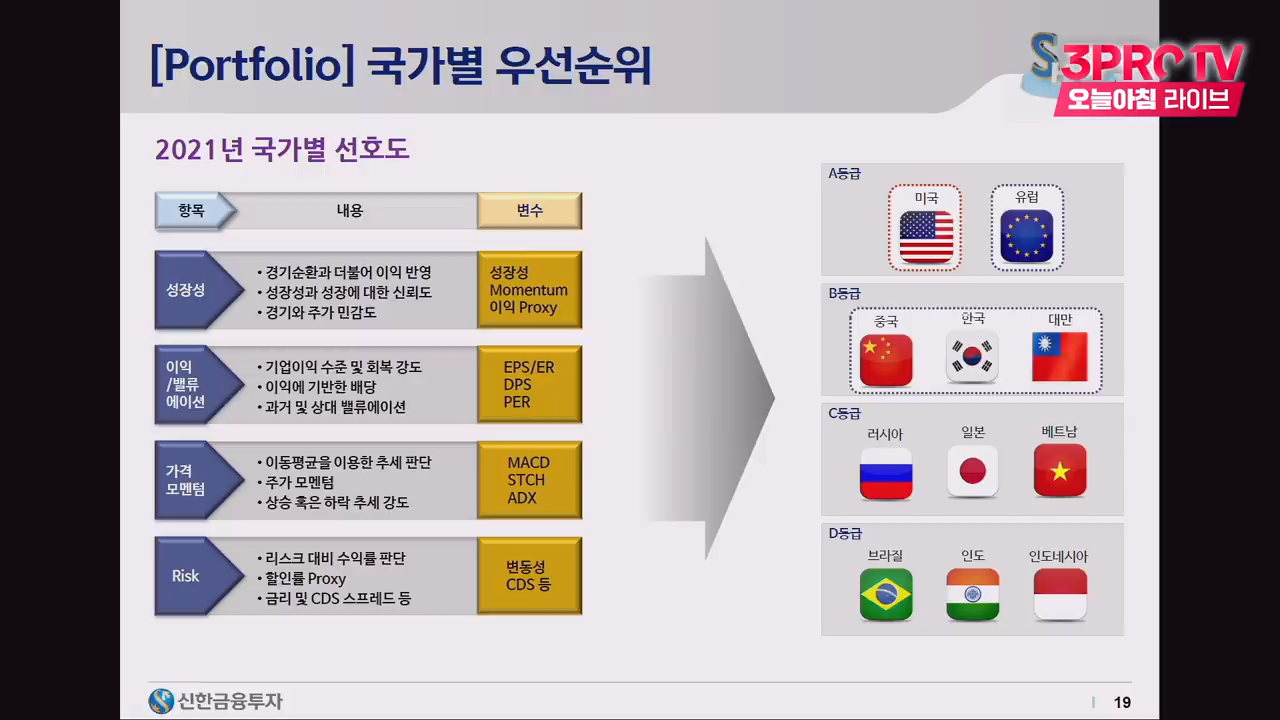 [Portfolio] 국가별 우선순위
3PROTV
오늘아침 라이브
2021년 국가별 선호도
항목
내용
변수
성장성
• 경기순환과 더불어 이익 반영
• 성장성과 성장에 대한 신뢰도
• 경기와 주가 민감도
성장성
Momentum
이익 Proxy
이익
/밸류
에이션
• 기업이익 수준 및 회복 강도
• 이익에 기반한 배당
• 과거 및 상대 밸류에이션
EPS/ER
DPS
PER
가격
모멘텀
• 이동평균을 이용한 추세 판단
• 주가 모멘텀
• 상승 혹은 하락 추세 강도
MACD
STCH
ADX
Risk
• 리스크 대비 수익률 판단
• 할인률 Proxy
• 금리 및 CDS 스프레드 등
변동성
CDS 등
A등급
미국
유럽
B등급
중국
한국
대만
C등급
러시아
일본
베트남
D등급
브라질
인도
인도네시아
신한금융투자
19